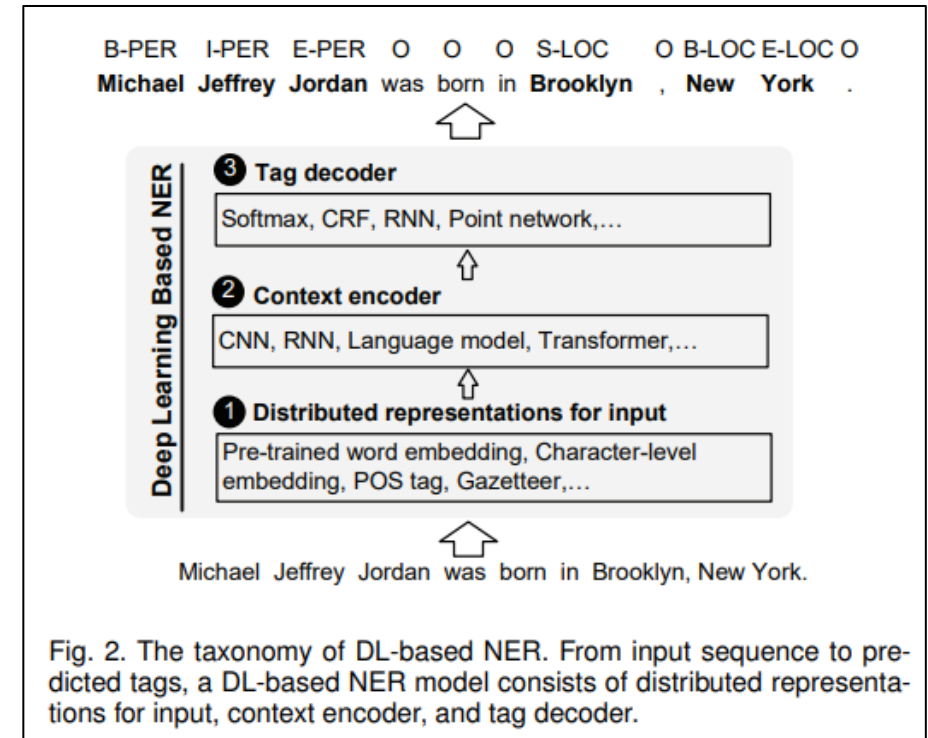 B-PER I-PER E-PER O O O S-LOC O B-LOC E-LOC O
Michael Jeffrey Jordan was born in Brooklyn , New York .
Deep Learning Based NER
3 Tag decoder
Softmax, CRF, RNN, Point network,…
2 Context encoder
CNN, RNN, Language model, Transformer,…
1 Distributed representations for input
Pre-trained word embedding, Character-level
embedding, POS tag, Gazetteer,…
Michael Jeffrey Jordan was born in Brooklyn, New York.
Fig. 2. The taxonomy of DL-based NER. From input sequence to pre-
dicted tags, a DL-based NER model consists of distributed representa-
tions for input, context encoder, and tag decoder.